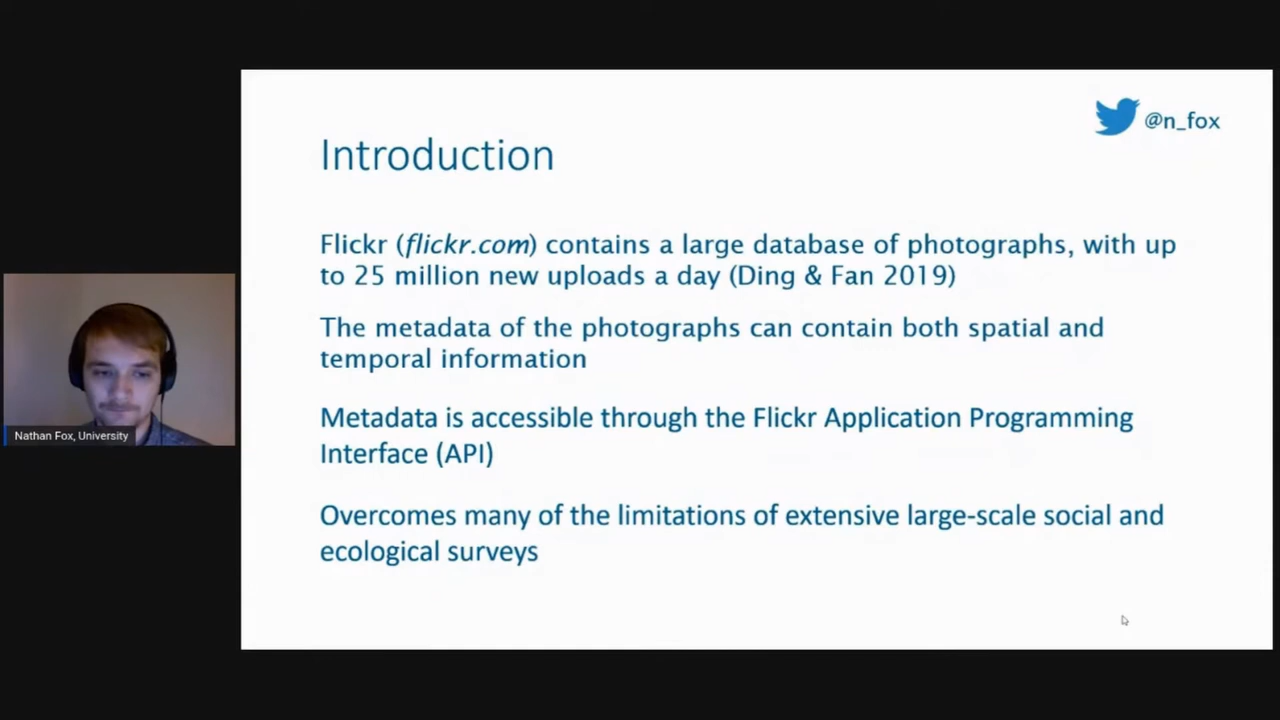 @n_fox
Introduction
Flickr (flickr.com) contains a large database of photographs, with up
to 25 million new uploads a day (Ding & Fan 2019)
The metadata of the photographs can contain both spatial and
temporal information
Metadata is accessible through the Flickr Application Programming
Interface (API)
Overcomes many of the limitations of extensive large-scale social and
ecological surveys
Nathan Fox, University